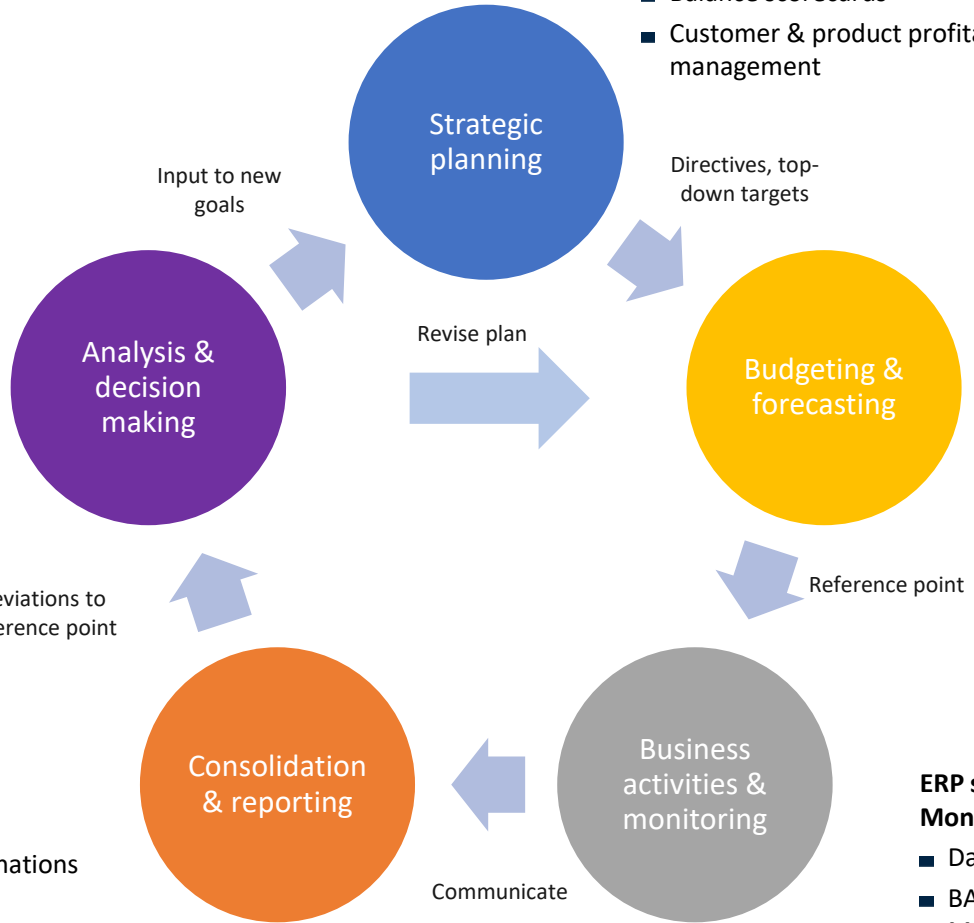 Customer & product profita
management
Strategic
planning
Input to new
goals
Directives, top-
down targets
Revise plan
Analysis &
decision
making
Budgeting &
forecasting
eviations to
erence point
Reference point
Consolidation
& reporting
Business
activities &
monitoring
ERP s
Mon
nations
Da
Communicate
BA